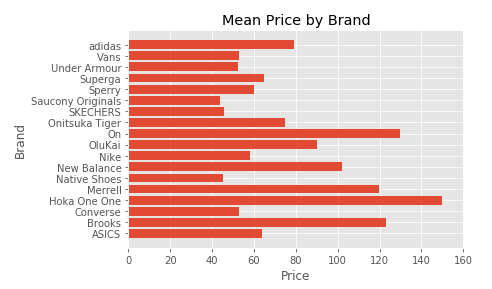 Mean Price by Brand
adidas
Vans
Under Armour
Superga
Sperry
Saucony Originals
SKECHERS
Onitsuka Tiger
On
OluKai
Nike
New Balance
Native Shoes
Merrell
Hoka One One
Converse
Brooks
ASICS
Brand
0 20 40 60 80 100 120 140 160
Price